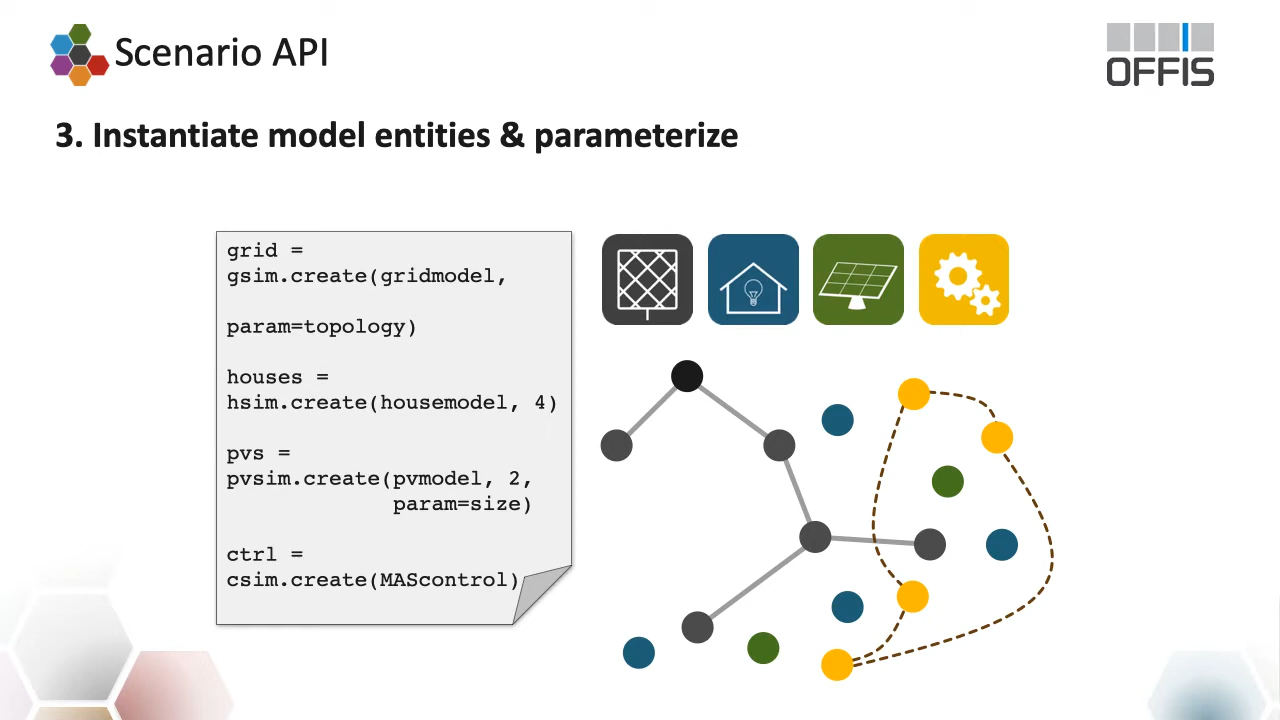 Scenario API
OFFIS
3. Instantiate model entities & parameterize
grid =
gsim.create(gridmodel,
param=topology)
houses =
hsim.create(housemodel, 4)
pvs =
pvsim.create(pvmodel, 2,
param=size)
ctrl =
csim.create(MAScontrol)